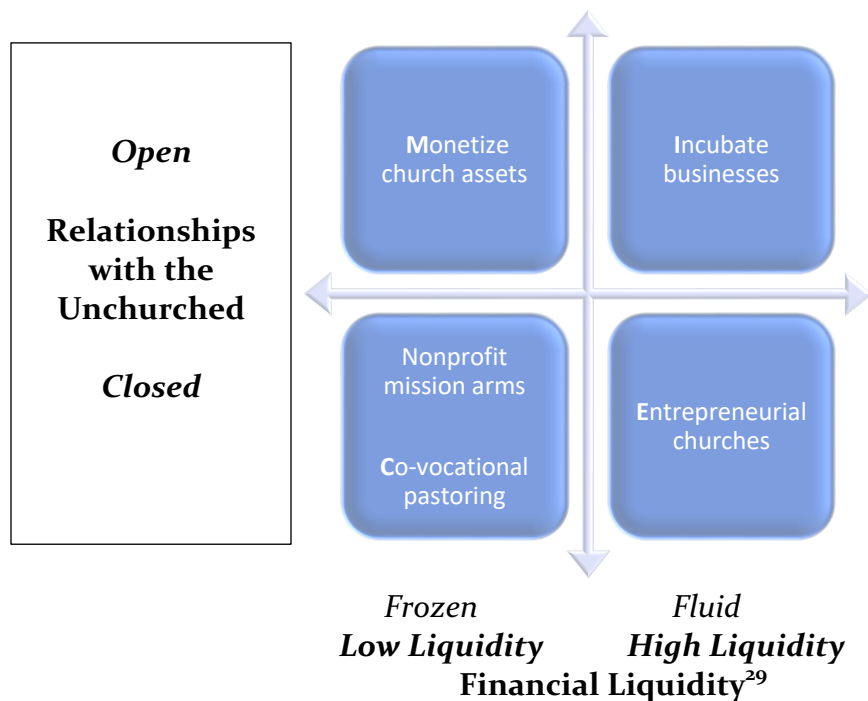 Open
Relationships
with the
Unchurched
Closed
Monetize
church assets
Incubate
businesses
Nonprofit
mission arms
Co-vocational
pastoring
Entrepreneurial
churches
Frozen
Fluid
Low Liquidity
High Liquidity
Financial Liquidity²⁹